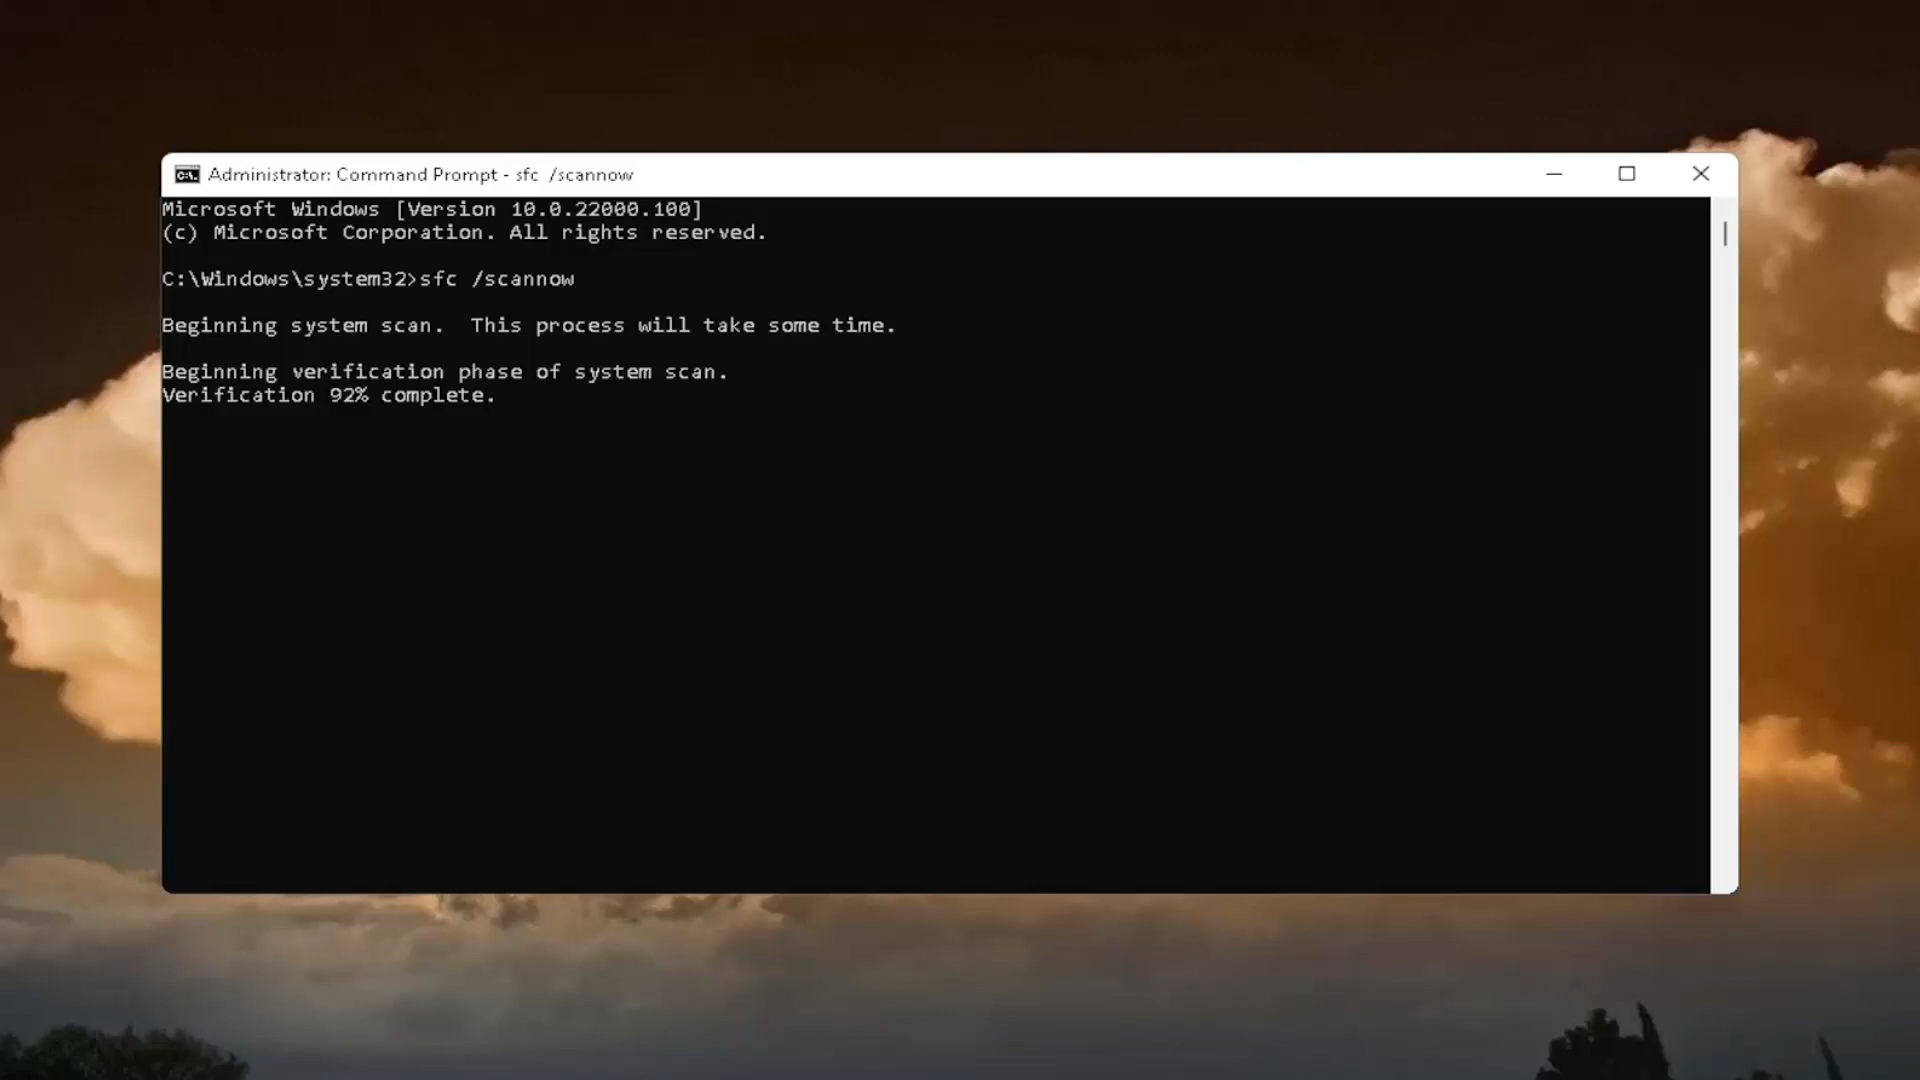 Administrator: Command Prompt - sfc  /scannow
Microsoft Windows [Version 10.0.22000.100]
(c) Microsoft Corporation. All rights reserved.
C:\Windows\system32>sfc /scannow
Beginning system scan.  This process will take some time.
Beginning verification phase of system scan.
Verification 92% complete.